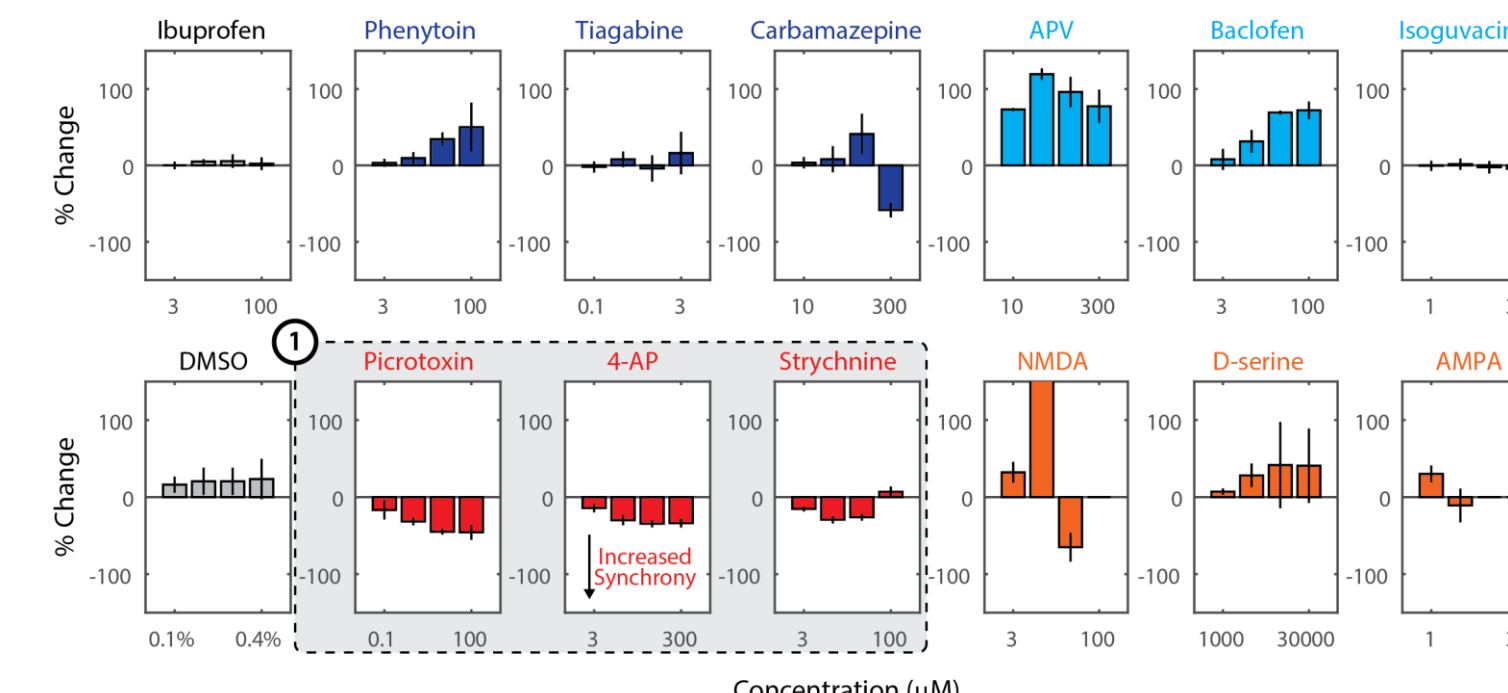 Ibuprofen Phenytoin Tiagabine Carbamazepine APV Baclofen
% Change
100 100 100 100 100 100
0 0 0 0 0 0
-100 -100 -100 -100 -100 -100
3 100 3 100 0.1 3 10 300 10 300 3 100 1
1
DMSO Picrotoxin 4-AP Strychnine NMDA D-serine AMPA
% Change
100 100 100 100 100 100 100
0 0 0 0 0 0 0
Increased
Synchrony
-100 -100 -100 -100 -100 -100 -100
0.1% 0.4% 0.1 100 3 300 3 100 3 100 1000 30000 1
Concentration (µM)